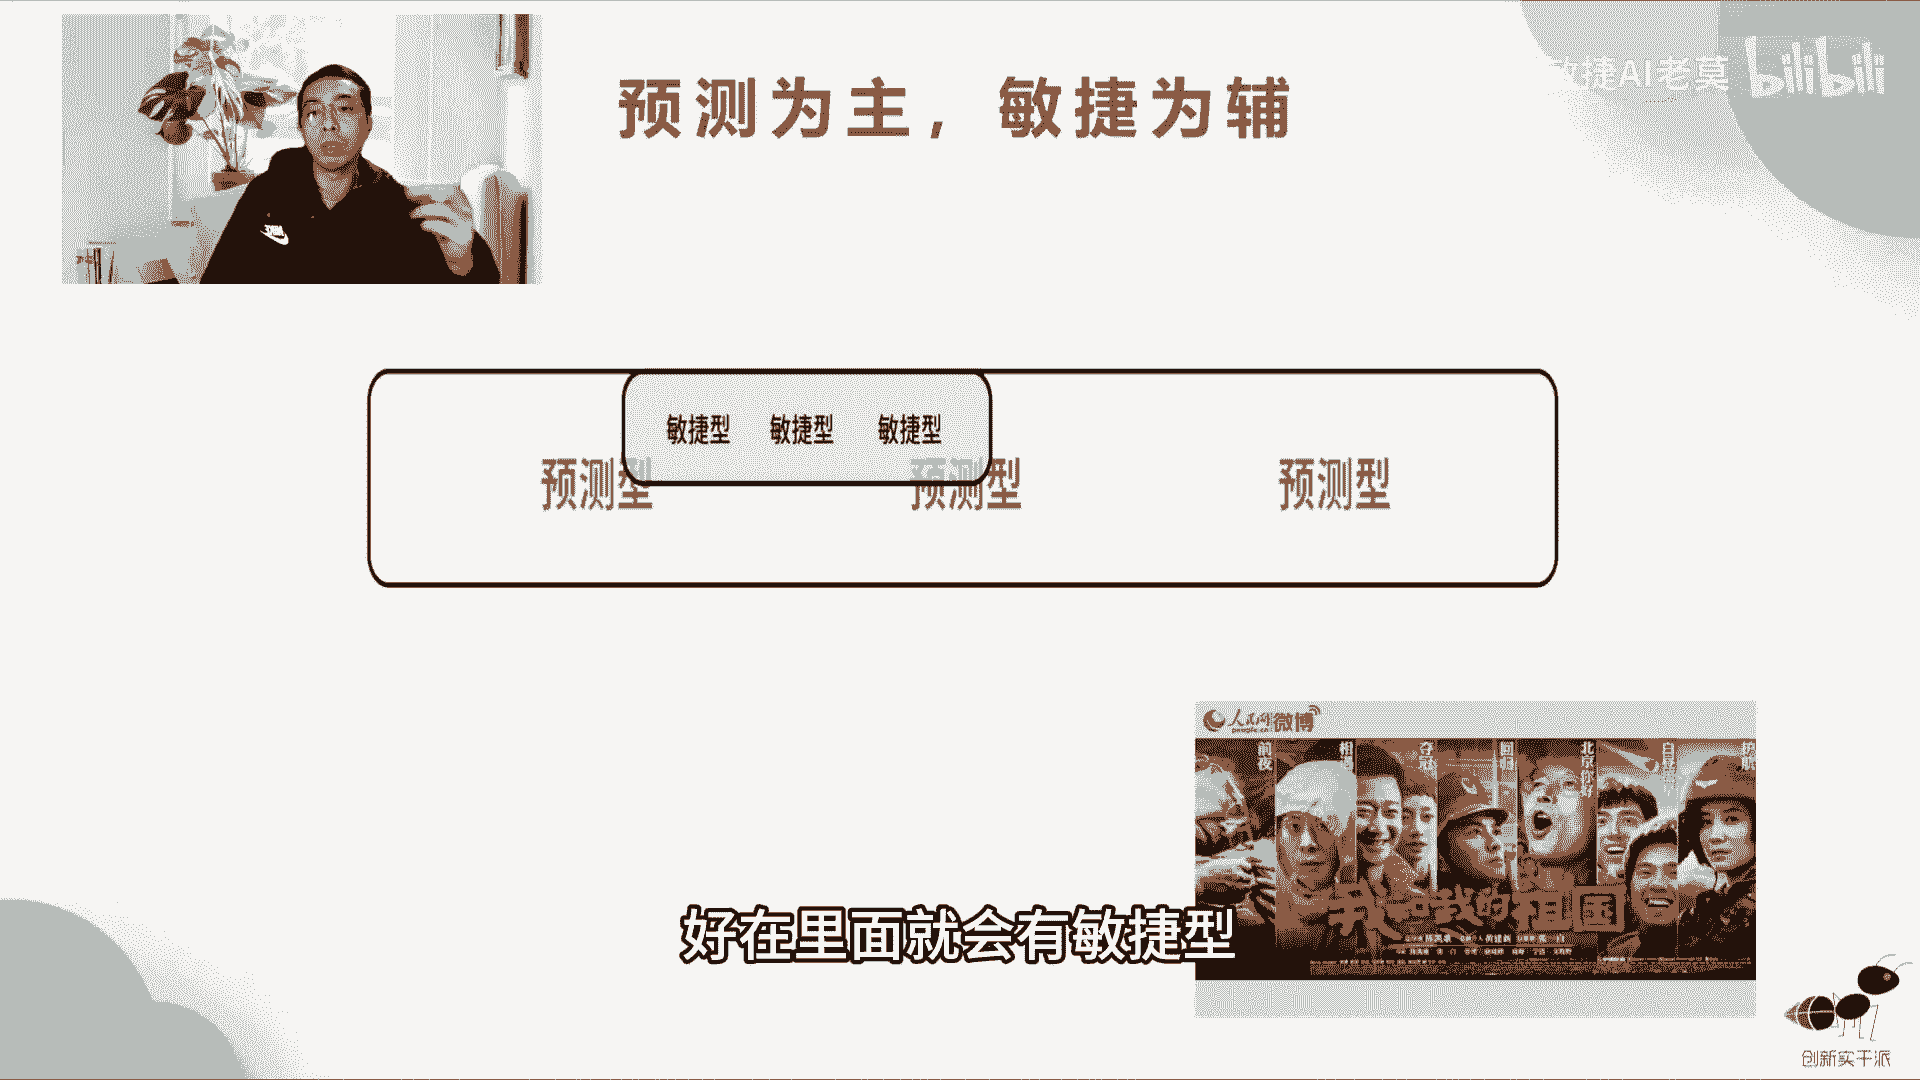 敏捷AI老莫 bilibili
预测为主，敏捷为辅
敏捷型 敏捷型 敏捷型
预测型 预测型 预测型
人民网 微博
people.cn
前夜 相遇 夺冠 回归 北京你好 白昼 护航
我和我的祖国
好在里面就会有敏捷型
创新实干派